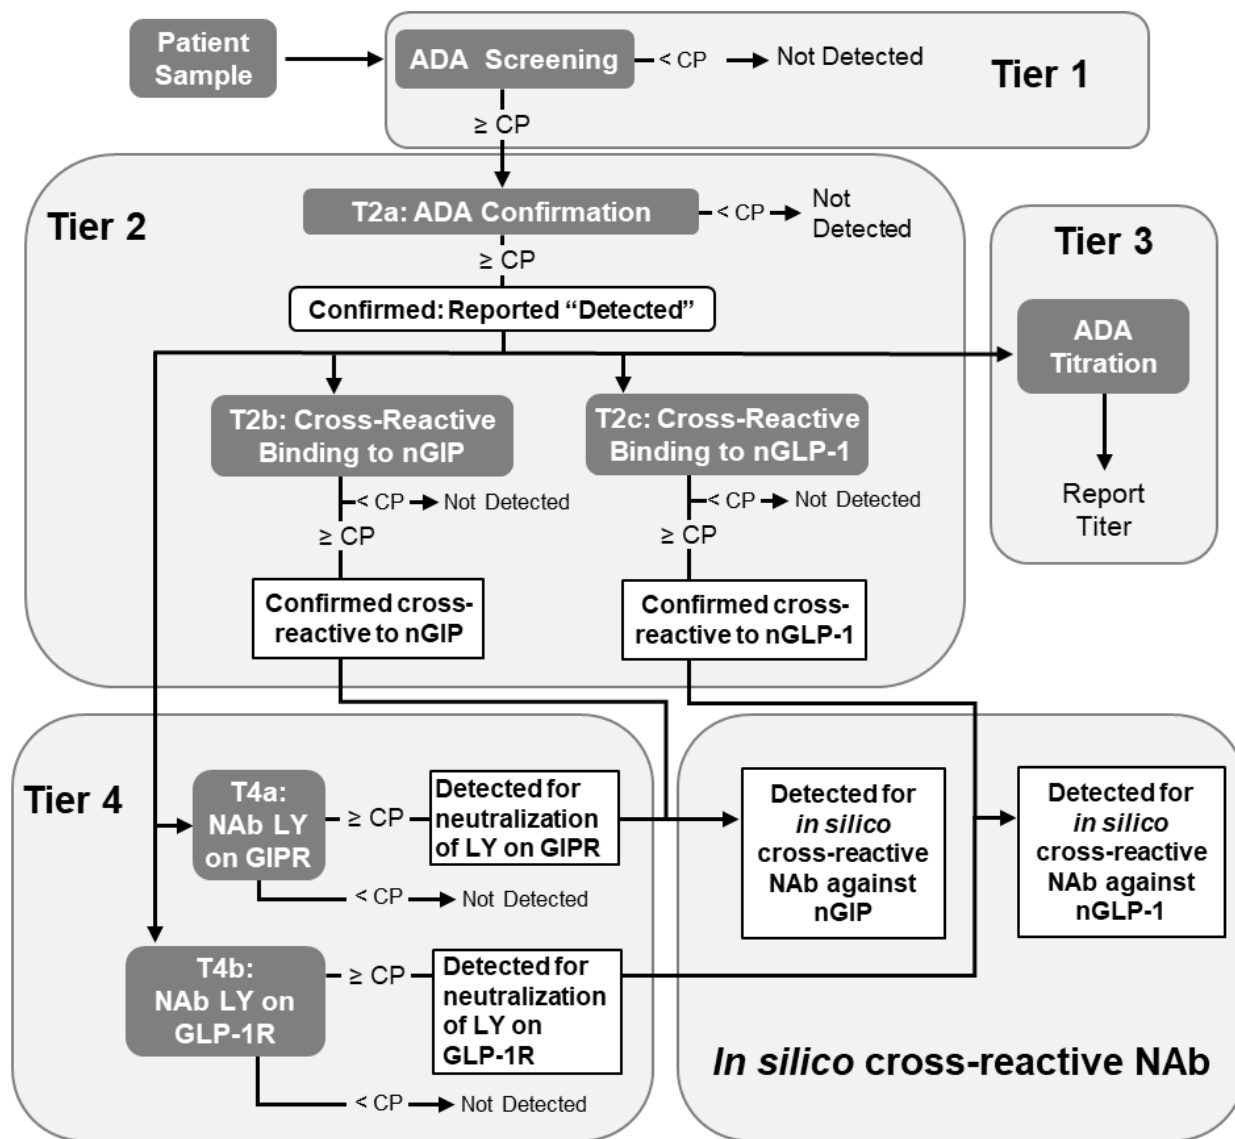 Patient
Sample
ADA Screening
< CP
Not Detected
Tier 1
≥ CP
Tier 2
T2a: ADA Confirmation
< CP
Not
Detected
≥ CP
Confirmed: Reported “Detected”
Tier 3
ADA
Titration
Report
Titer
T2b: Cross-Reactive
Binding to nGIP
< CP
Not Detected
≥ CP
Confirmed cross-
reactive to nGIP
T2c: Cross-Reactive
Binding to nGLP-1
< CP
Not Detected
≥ CP
Confirmed cross-
reactive to nGLP-1
Tier 4
T4a:
NAb LY
on GIPR
≥ CP
Detected for
neutralization
of LY on GIPR
< CP
Not Detected
T4b:
NAb LY on
GLP-1R
≥ CP
Detected for
neutralization
of LY on
GLP-1R
< CP
Not Detected
Detected for
in silico
cross-reactive
NAb against
nGIP
Detected for
in silico
cross-reactive
NAb against
nGLP-1
In silico cross-reactive NAb